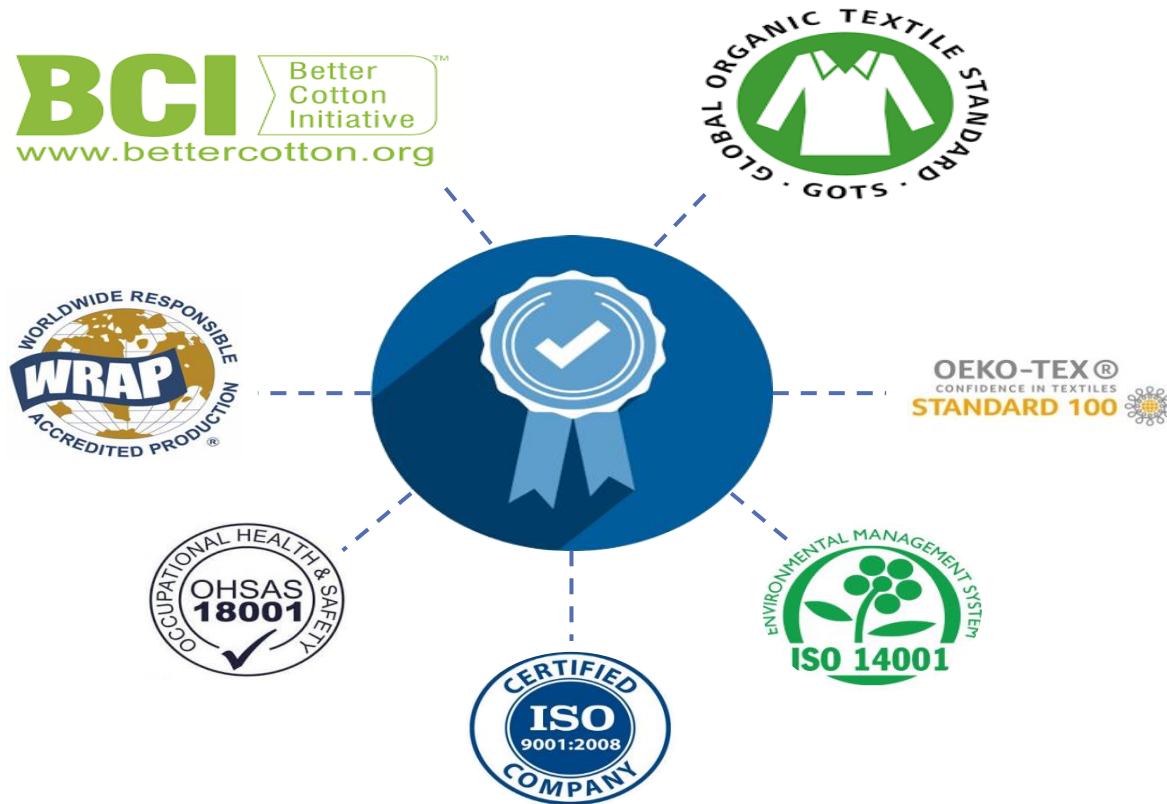 BCI
Better
Cotton
Initiative™
www.bettercotton.org
GLOBAL ORGANIC TEXTILE STANDARD · GOTS ·
WORLDWIDE RESPONSIBLE
WRAP
ACCREDITED PRODUCTION ®
OEKO-TEX®
CONFIDENCE IN TEXTILES
STANDARD 100
OCCUPATIONAL HEALTH & SAFETY
OHSAS
18001
ENVIRONMENTAL MANAGEMENT SYSTEM
ISO 14001
CERTIFIED
ISO
9001:2008
COMPANY